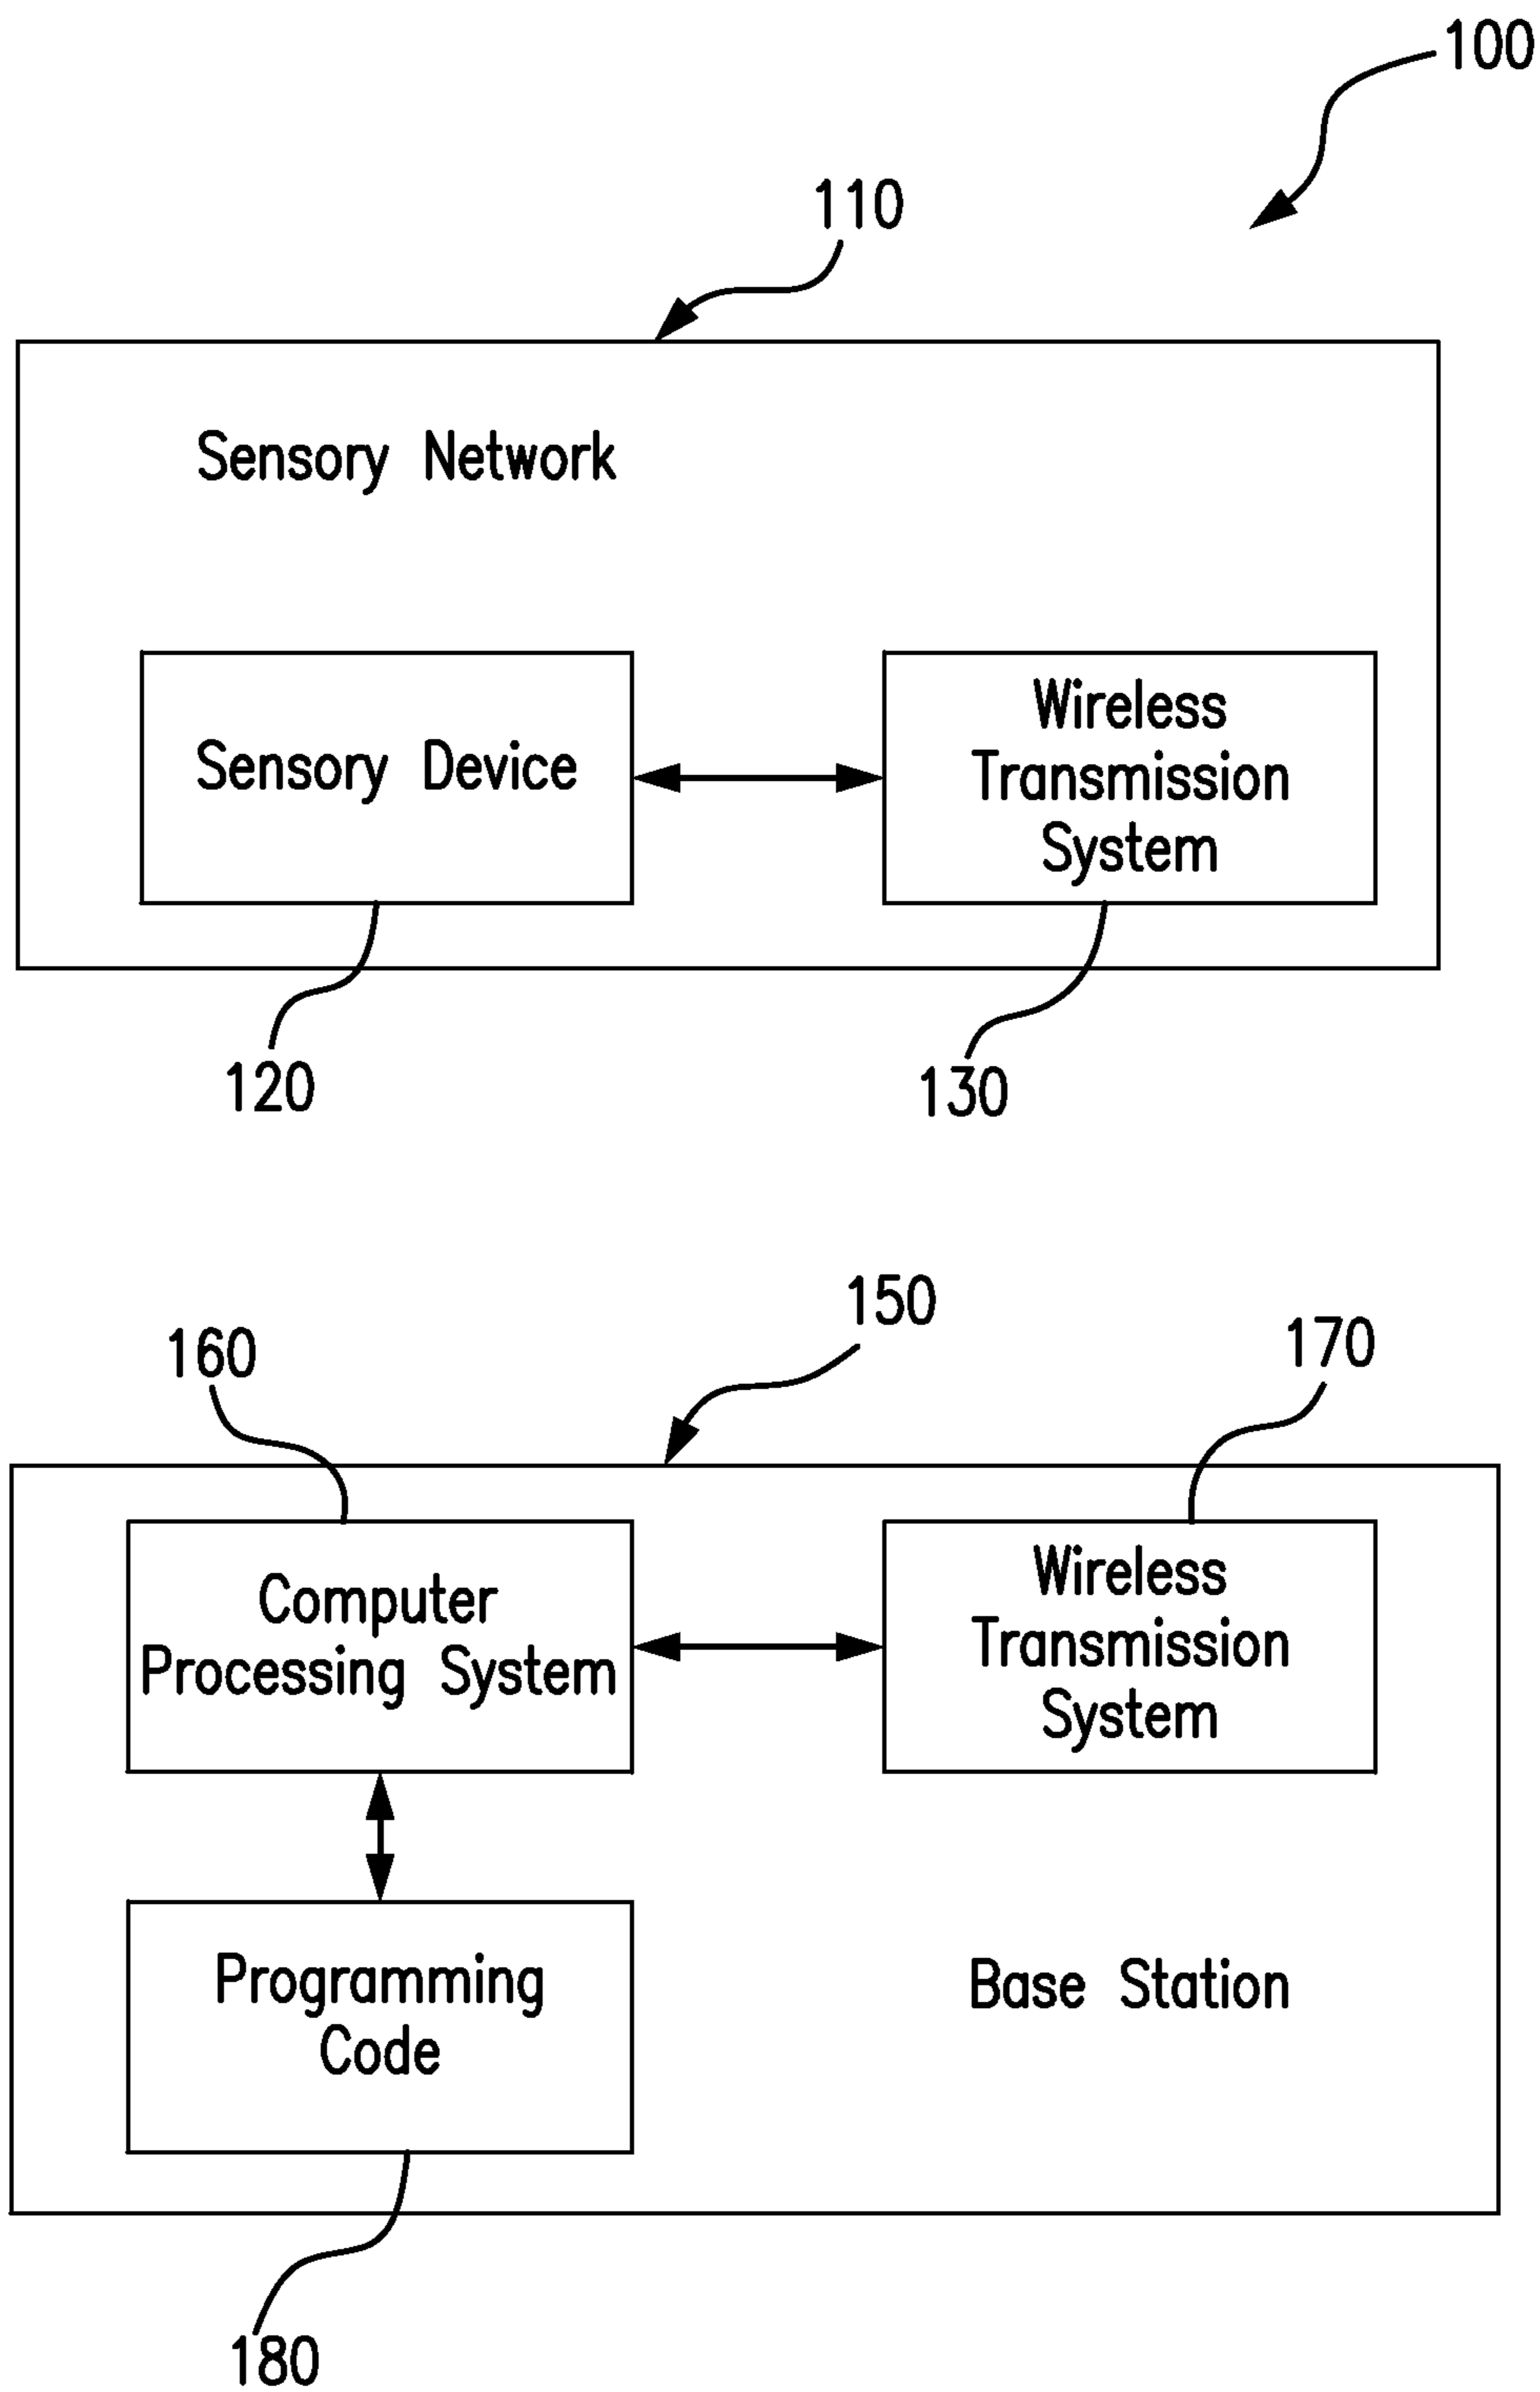 100
110
Sensory Network
Sensory Device
Wireless
Transmission
System
120
130
150
160
170
Computer
Processing System
Wireless
Transmission
System
Programming
Code
Base Station
180